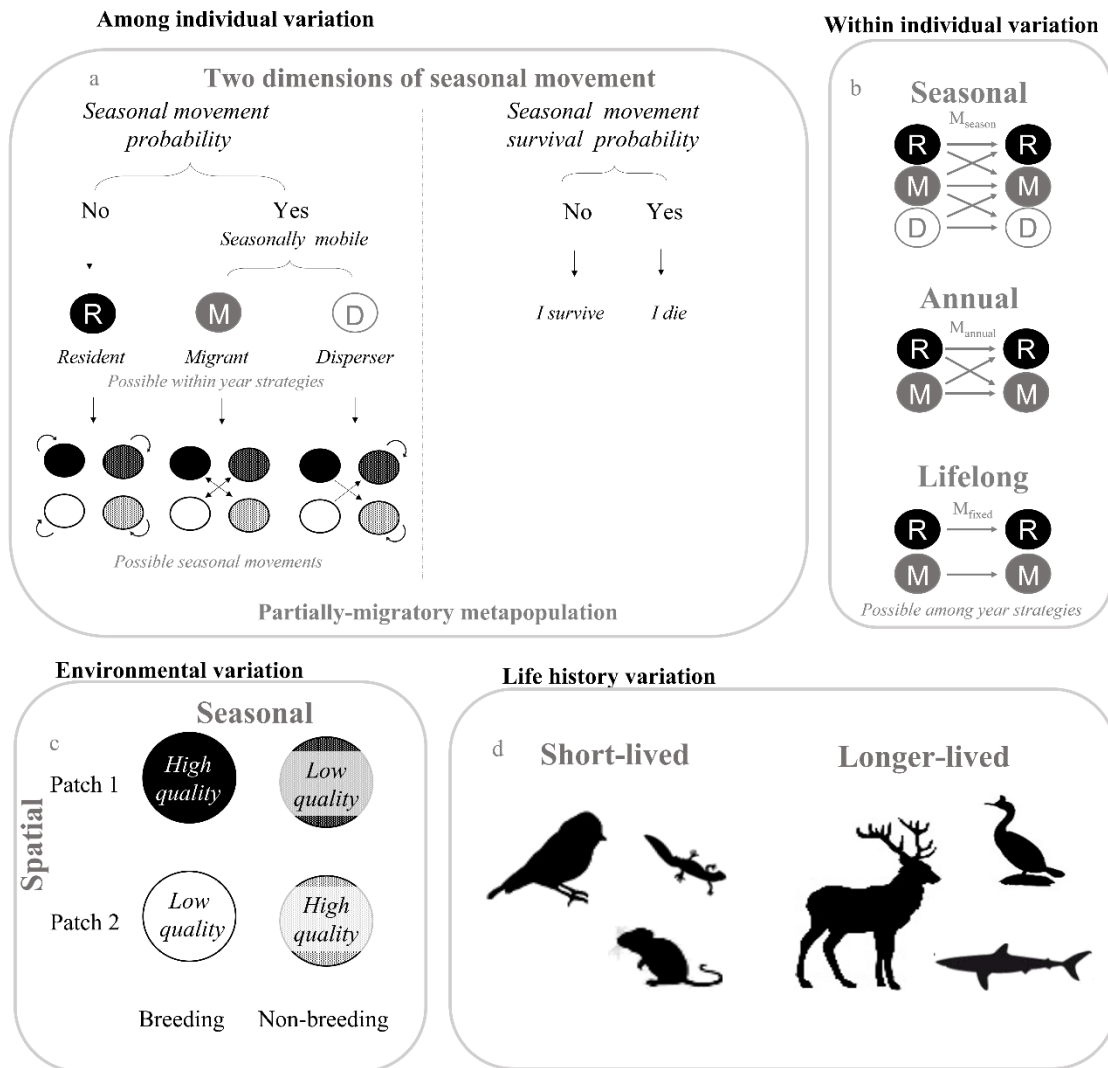 Among individual variation
a
Two dimensions of seasonal movement
Seasonal movement
probability
No
Yes
Seasonally mobile
R
M
D
Resident
Migrant
Disperser
Possible within year strategies
Possible seasonal movements
Seasonal movement
survival probability
No
Yes
I survive
I die
Partially-migratory metapopulation
Within individual variation
b
Seasonal
M_season
R
R
M
M
D
D
Annual
M_annual
R
R
M
M
Lifelong
M_fixed
R
R
M
M
Possible among year strategies
Environmental variation
c
Seasonal
Spatial
Patch 1
High
quality
Low
quality
Patch 2
Low
quality
High
quality
Breeding
Non-breeding
Life history variation
d
Short-lived
Longer-lived